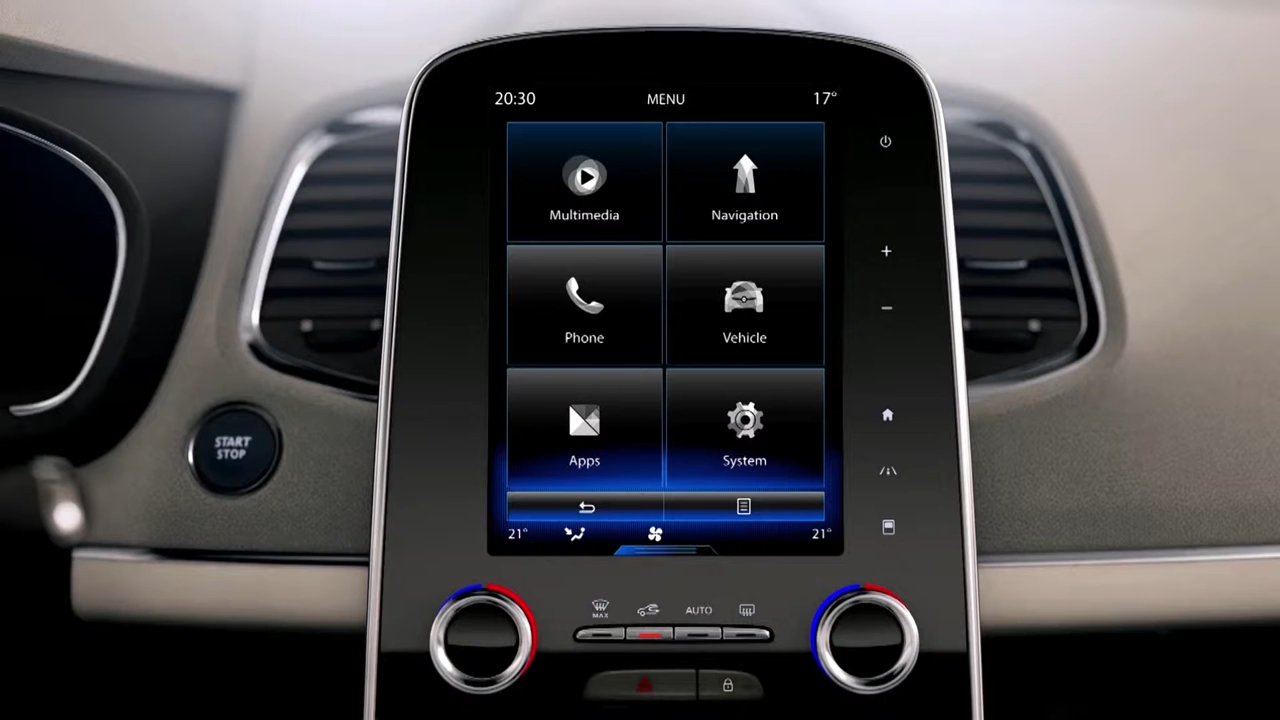 20:30 MENU 17°
Multimedia Navigation
Phone Vehicle
START
STOP
Apps System
21° 21°
MAX AUTO